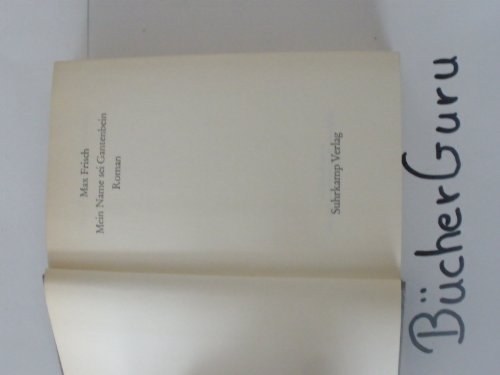 Max Frisch
Mein Name sei Gantenbein
Roman
Suhrkamp Verlag
BücherGuru